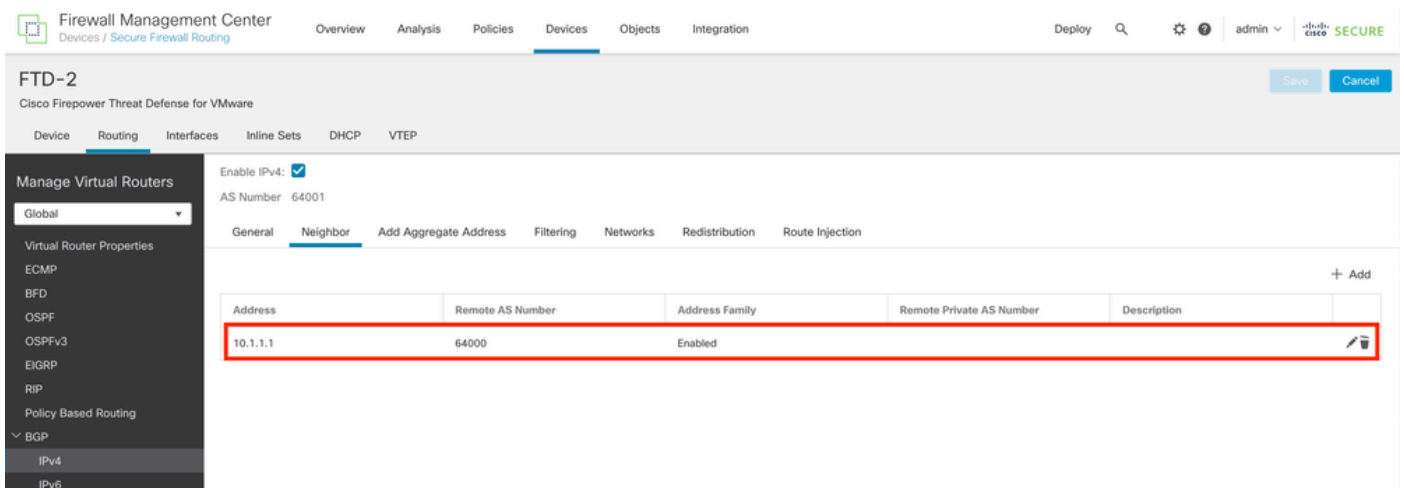 Firewall Management Center
Devices / Secure Firewall Routing
Overview Analysis Policies Devices Objects Integration Deploy admin cisco SECURE
FTD-2
Save Cancel
Cisco Firepower Threat Defense for VMware
Device Routing Interfaces Inline Sets DHCP VTEP
Manage Virtual Routers
Global
Virtual Router Properties
ECMP
BFD
OSPF
OSPFv3
EIGRP
RIP
Policy Based Routing
BGP
IPv4
IPv6
Enable IPv4:
AS Number 64001
General Neighbor Add Aggregate Address Filtering Networks Redistribution Route Injection
+ Add
Address Remote AS Number Address Family Remote Private AS Number Description
10.1.1.1 64000 Enabled